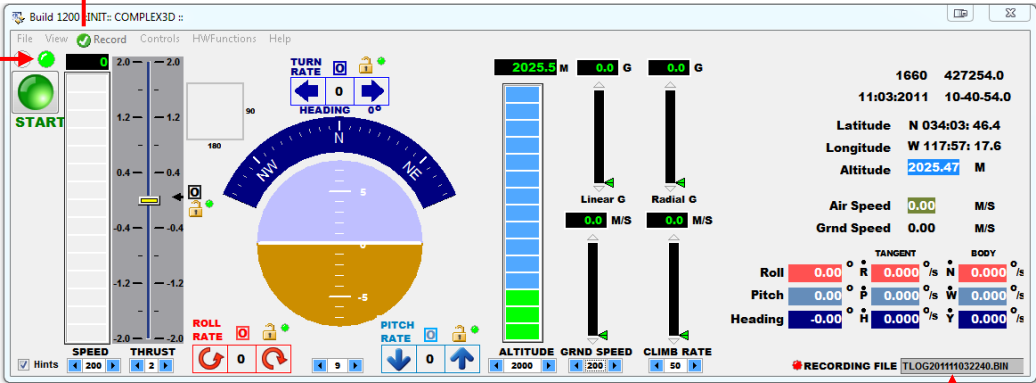 Build 1200 ::INIT:: COMPLEX3D ::
File View Record Controls HWFunctions Help
START
0
2.0 2.0
1.2 1.2
0.4 0.4
-0.4 -0.4
-1.2 -1.2
-2.0 -2.0
SPEED THRUST
Hints 200 2
90
180
0
TURN RATE 0
0
HEADING 0°
NW N NE
5
0
-5
ROLL RATE 0
0
9
PITCH RATE 0
0
2025.5 M 0.0 G 0.0 G
Linear G Radial G
0.0 M/S 0.0 M/S
ALTITUDE GRND SPEED CLIMB RATE
2000 200 50
1660 427254.0
11:03:2011 10-40-54.0
Latitude N 034:03: 46.4
Longitude W 117:57: 17.6
Altitude 2025.47 M
Air Speed 0.00 M/S
Grnd Speed 0.00 M/S
TANGENT BODY
Roll 0.00 ° Ṙ 0.000 °/s Ṅ 0.000 °/s
Pitch 0.00 ° Ṗ 0.000 °/s Ẇ 0.000 °/s
Heading -0.00 ° Ḣ 0.000 °/s Ẏ 0.000 °/s
RECORDING FILE TLOG201111032240.BIN